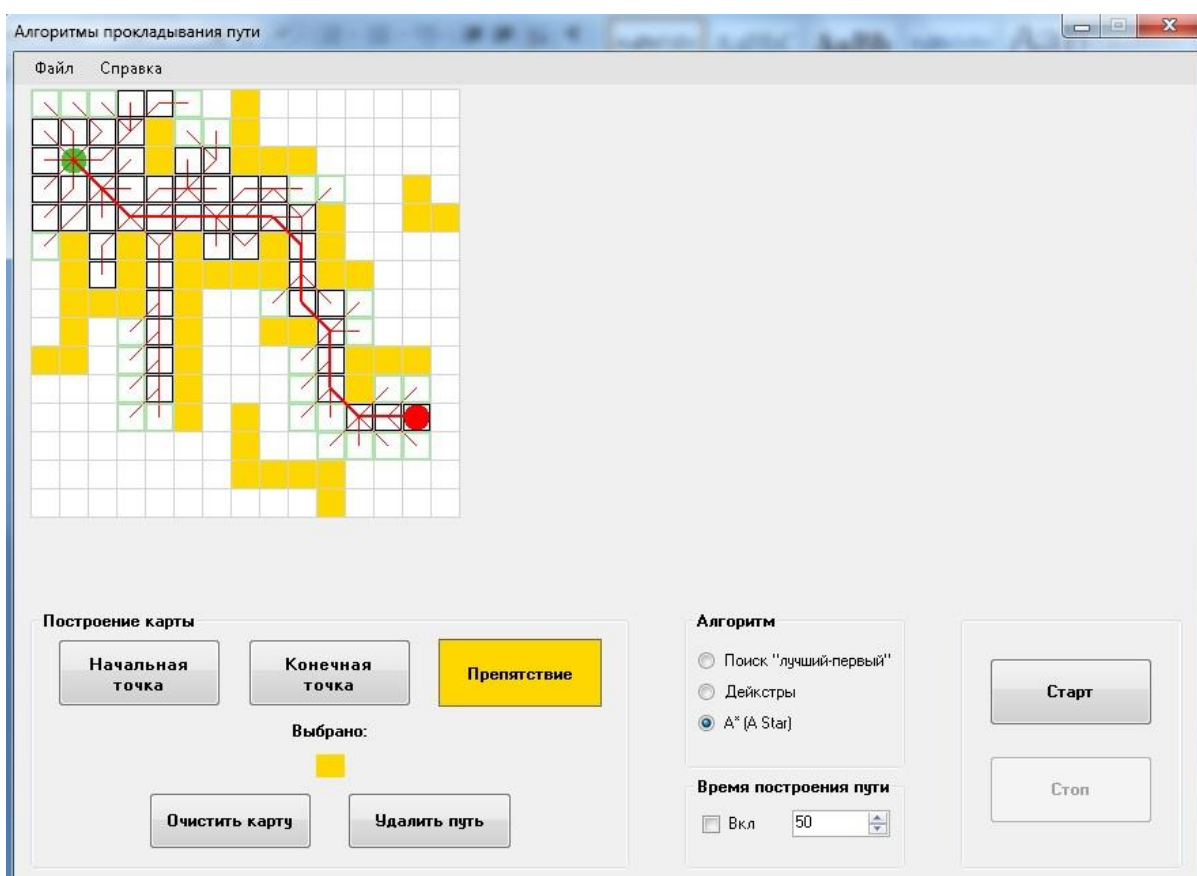 Алгоритмы прокладывания пути
Файл Справка
Построение карты
Начальная
точка
Конечная
точка
Препятствие
Выбрано:
Очистить карту
Удалить путь
Алгоритм
Поиск "лучший-первый"
Дейкстры
A* (A Star)
Время построения пути
Вкл 50
Старт
Стоп